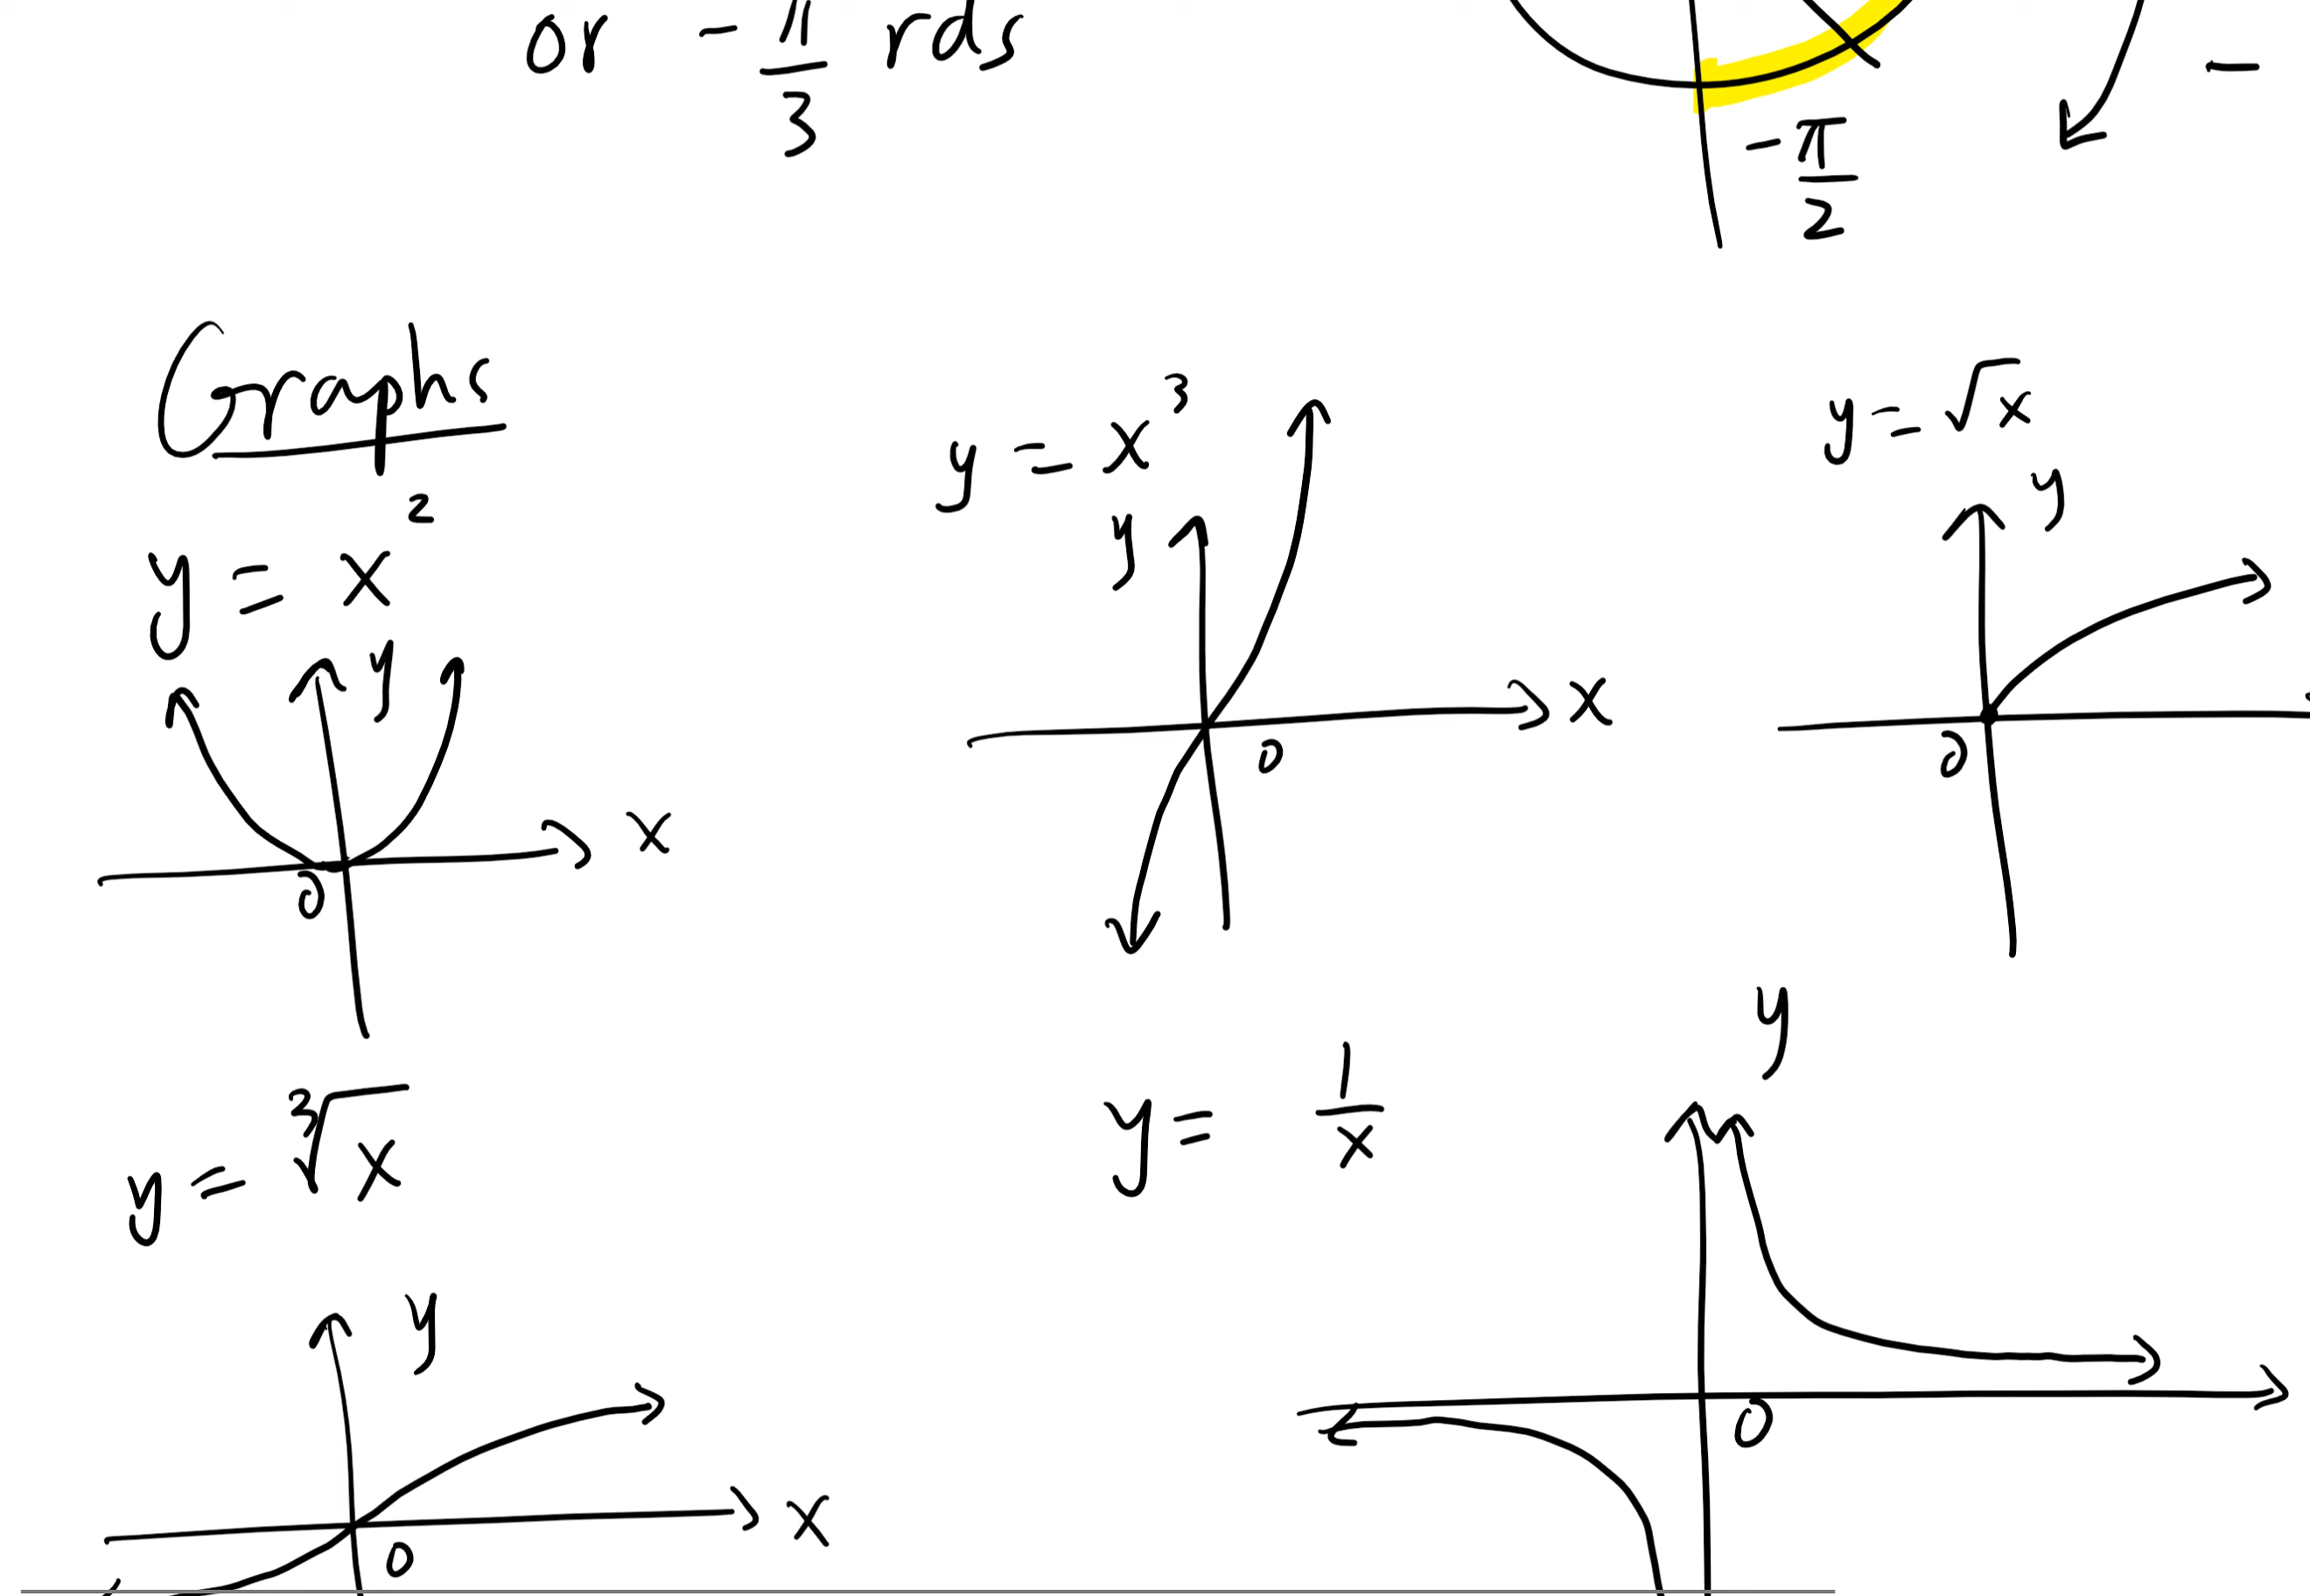 or -π/3 rds
-π/2
-
Graphs
y = x²
y
x
0
y = x³
y
x
0
y = √x
y
0
y = ∛x
y
x
0
y = 1/x
y
0